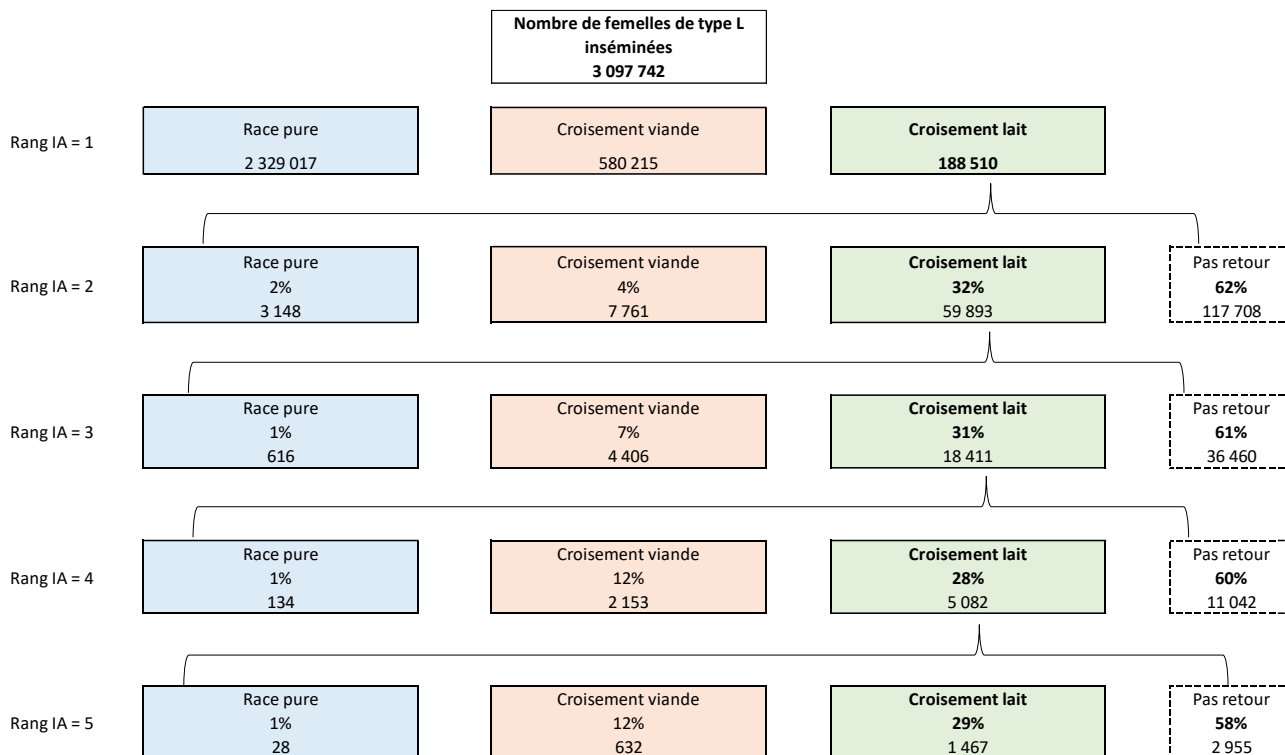 Nombre de femelles de type L
inséminées
3 097 742
Rang IA = 1
Race pure
2 329 017
Croisement viande
580 215
Croisement lait
188 510
Rang IA = 2
Race pure
2%
3 148
Croisement viande
4%
7 761
Croisement lait
32%
59 893
Pas retour
62%
117 708
Rang IA = 3
Race pure
1%
616
Croisement viande
7%
4 406
Croisement lait
31%
18 411
Pas retour
61%
36 460
Rang IA = 4
Race pure
1%
134
Croisement viande
12%
2 153
Croisement lait
28%
5 082
Pas retour
60%
11 042
Rang IA = 5
Race pure
1%
28
Croisement viande
12%
632
Croisement lait
29%
1 467
Pas retour
58%
2 955